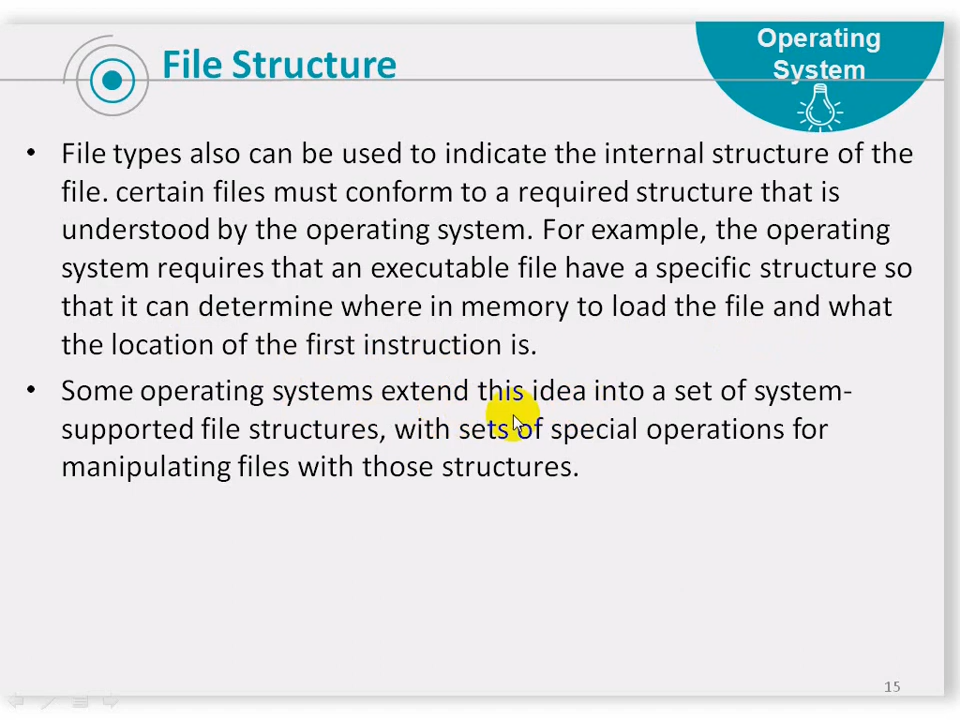 File Structure
Operating
System
• File types also can be used to indicate the internal structure of the
file. certain files must conform to a required structure that is
understood by the operating system. For example, the operating
system requires that an executable file have a specific structure so
that it can determine where in memory to load the file and what
the location of the first instruction is.
• Some operating systems extend this idea into a set of system-
supported file structures, with sets of special operations for
manipulating files with those structures.
15